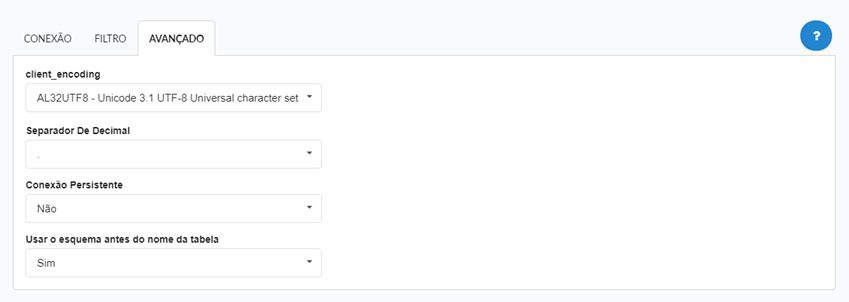 CONEXÃO FILTRO AVANÇADO ?
client_encoding
AL32UTF8 - Unicode 3.1 UTF-8 Universal character set
Separador De Decimal
.
Conexão Persistente
Não
Usar o esquema antes do nome da tabela
Sim